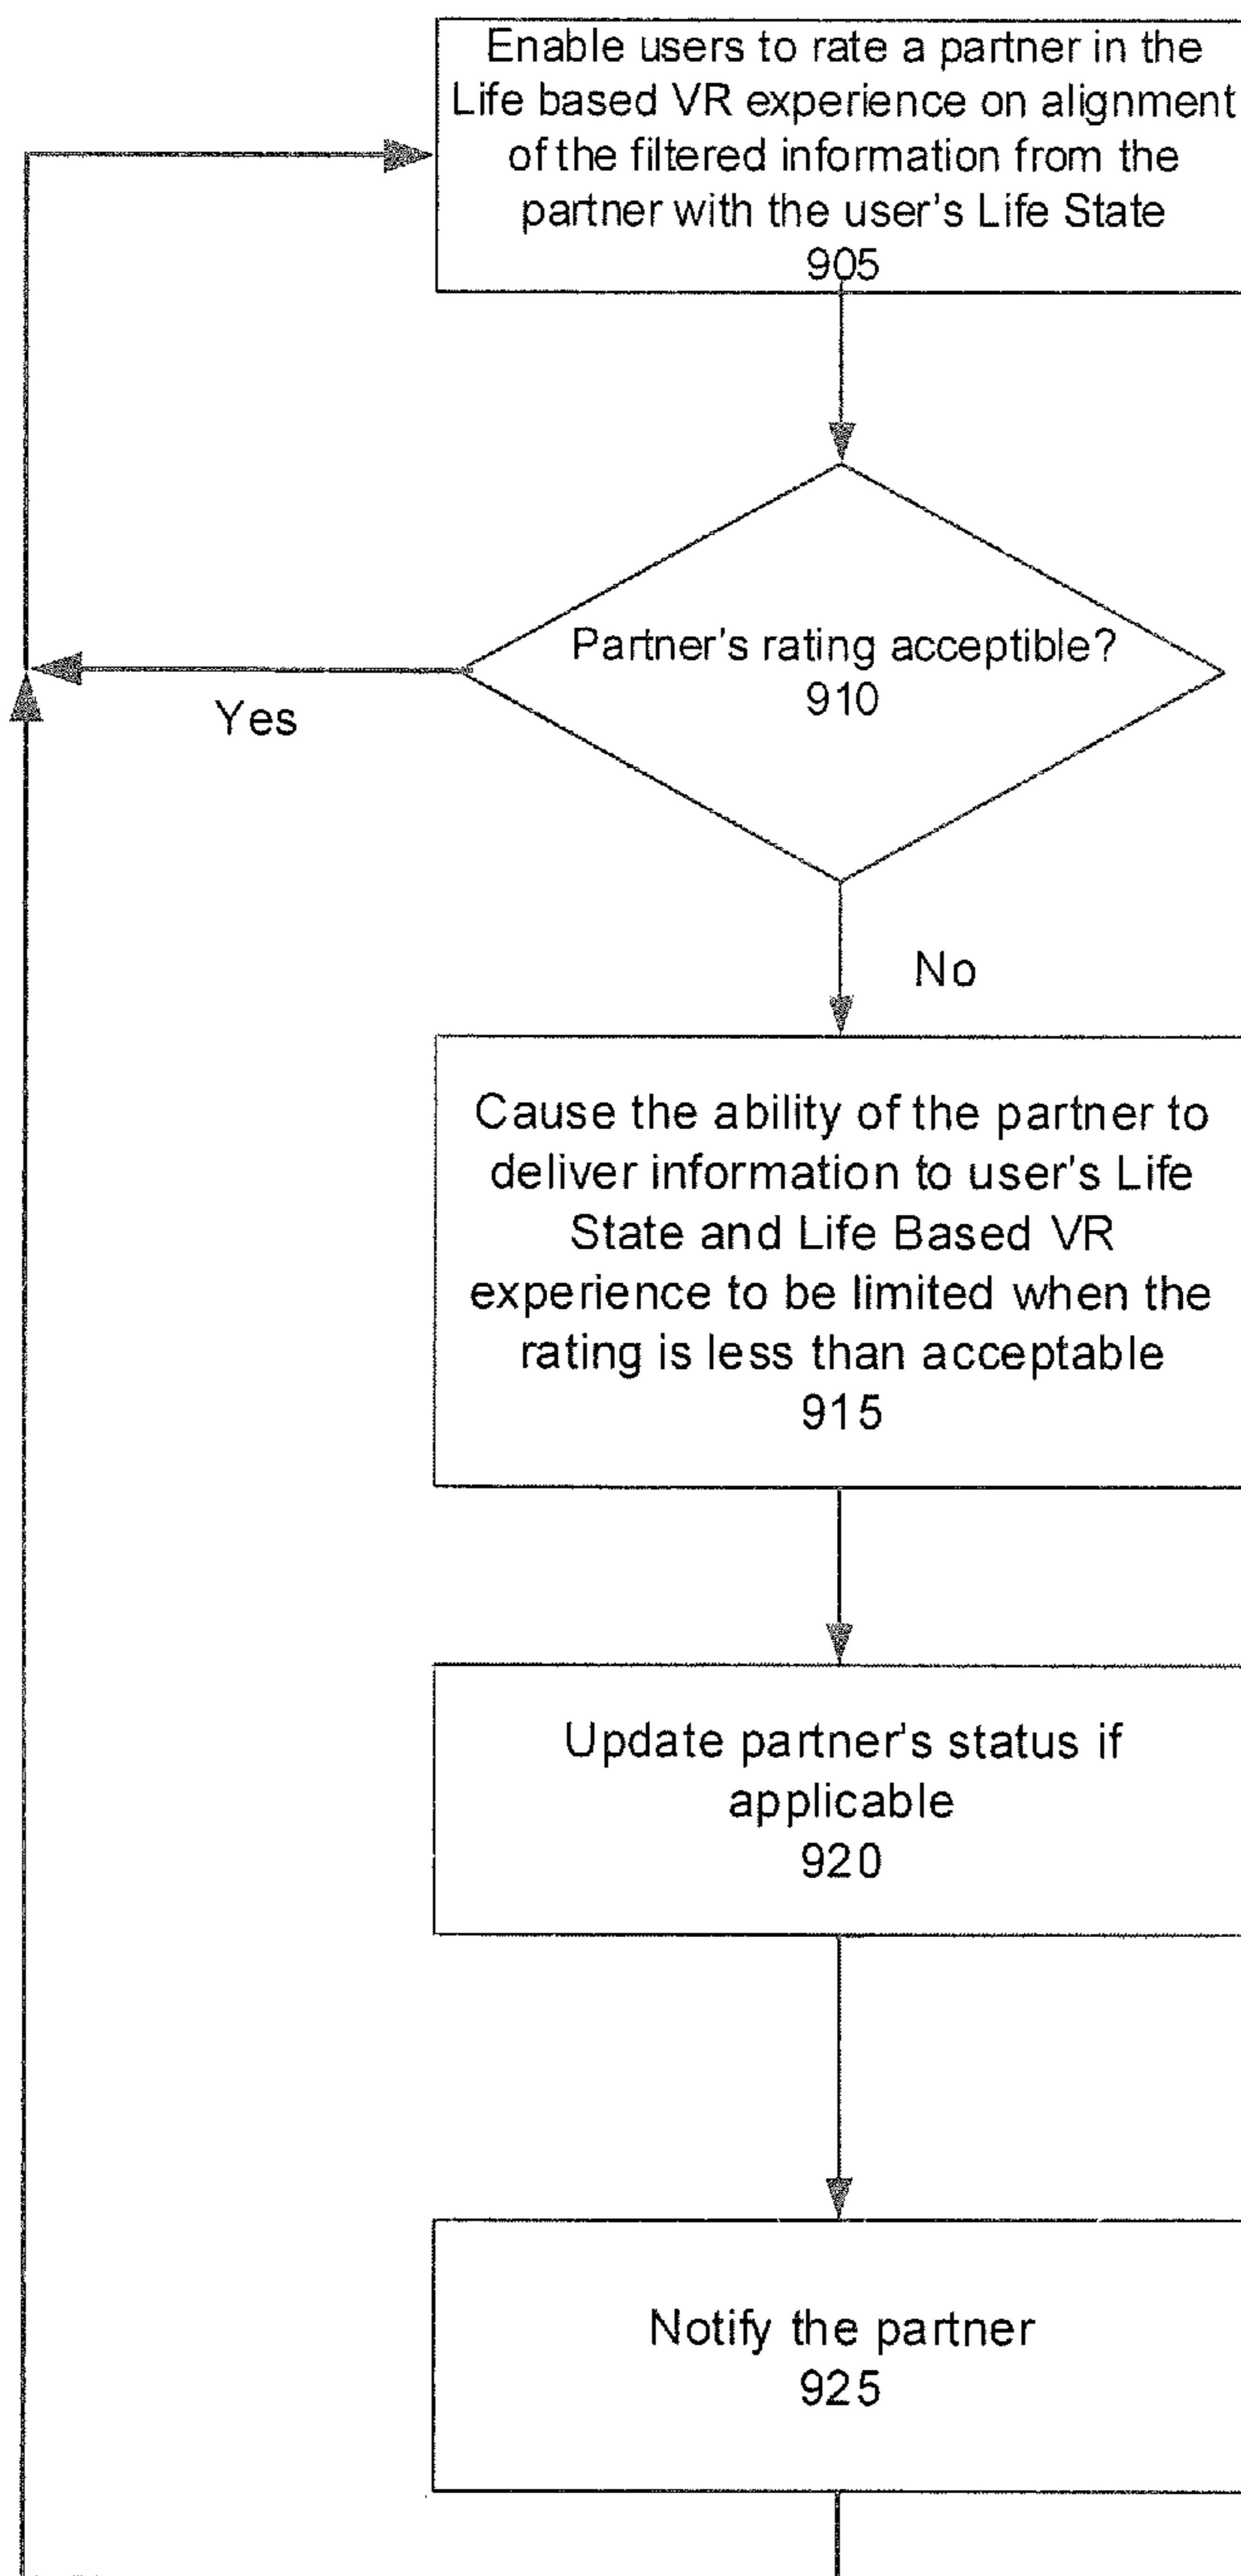 Enable users to rate a partner in the
Life based VR experience on alignment
of the filtered information from the
partner with the user's Life State
905
Partner's rating acceptible?
910
Yes
No
Cause the ability of the partner to
deliver information to user's Life
State and Life Based VR
experience to be limited when the
rating is less than acceptable
915
Update partner's status if
applicable
920
Notify the partner
925